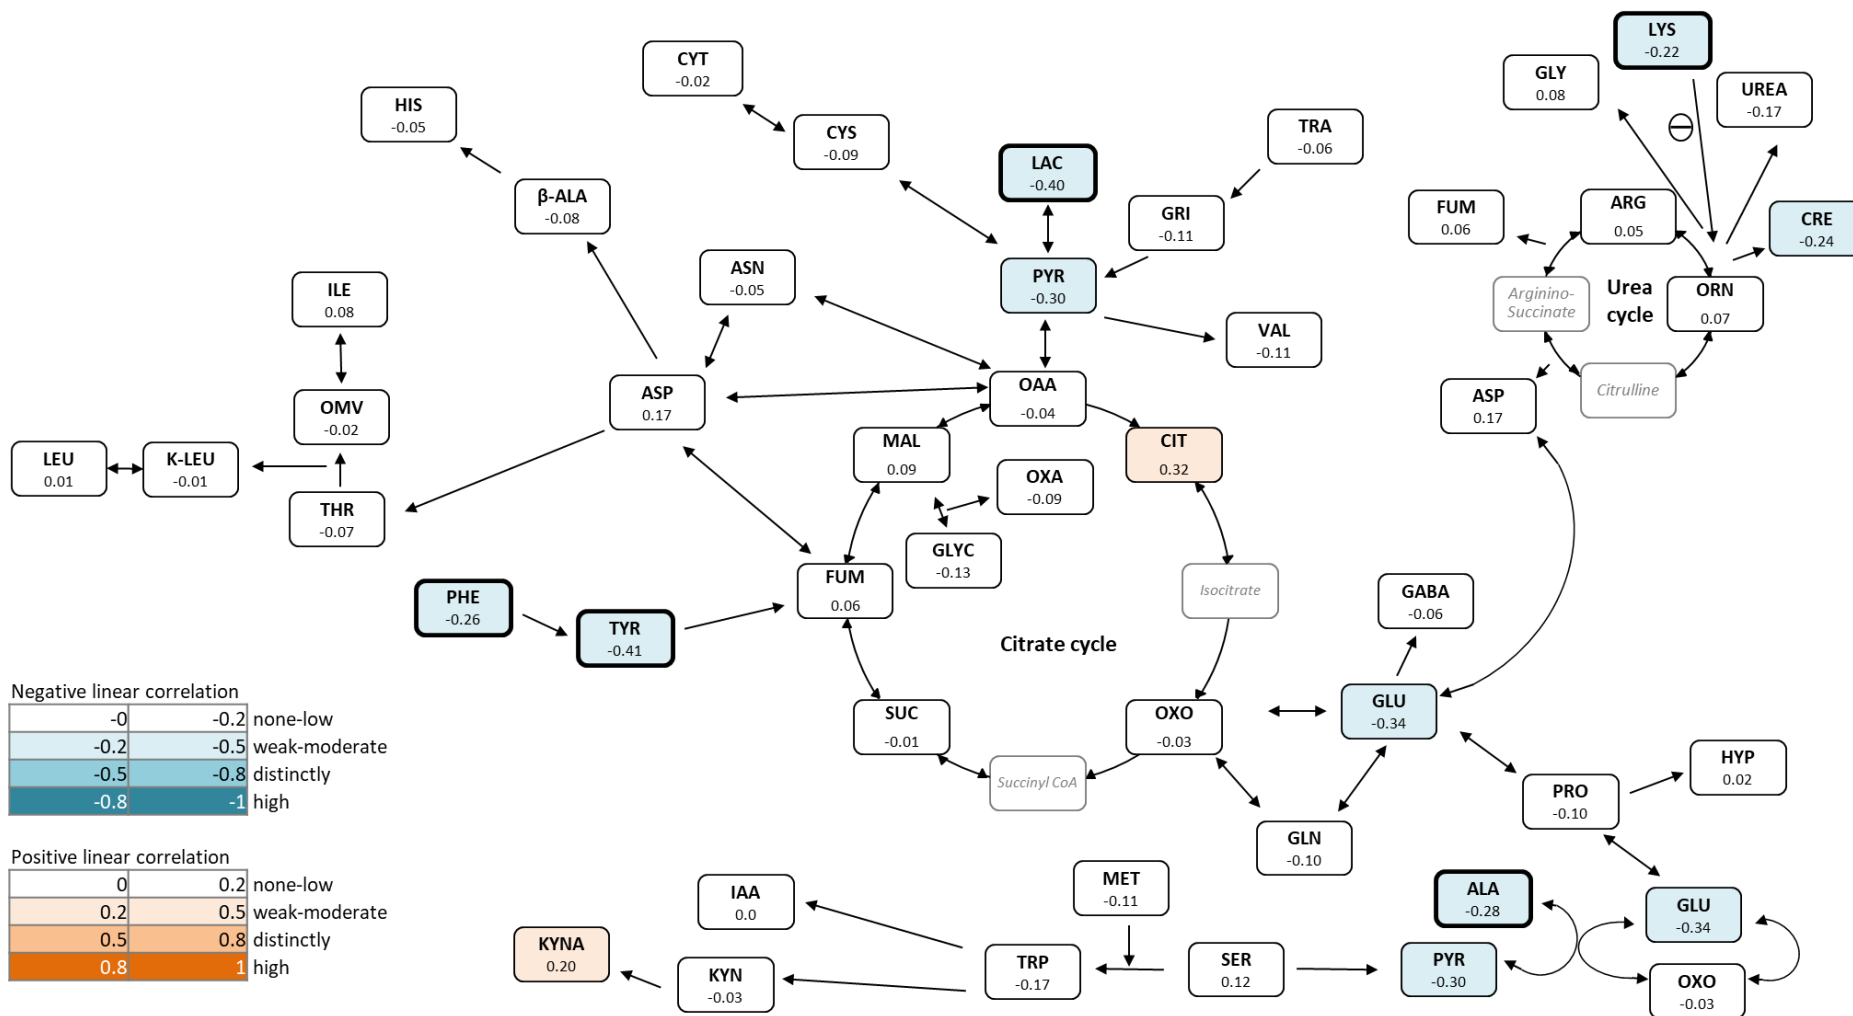 LYS
-0.22
CYT
-0.02
GLY
0.08
UREA
-0.17
HIS
-0.05
CYS
-0.09
TRA
-0.06
LAC
-0.40
β-ALA
-0.08
GRI
-0.11
FUM
0.06
ARG
0.05
CRE
-0.24
ASN
-0.05
PYR
-0.30
ILE
0.08
Arginino-
Succinate
Urea
cycle
ORN
0.07
VAL
-0.11
ASP
0.17
OAA
-0.04
Citrulline
ASP
0.17
OMV
-0.02
MAL
0.09
CIT
0.32
LEU
0.01
K-LEU
-0.01
OXA
-0.09
THR
-0.07
GLYC
-0.13
FUM
0.06
Isocitrate
GABA
-0.06
PHE
-0.26
TYR
-0.41
Citrate cycle
GLU
-0.34
SUC
-0.01
OXO
-0.03
Succinyl CoA
HYP
0.02
PRO
-0.10
GLN
-0.10
Negative linear correlation
-0 -0.2 none-low
-0.2 -0.5 weak-moderate
-0.5 -0.8 distinctly
-0.8 -1 high
Positive linear correlation
0 0.2 none-low
0.2 0.5 weak-moderate
0.5 0.8 distinctly
0.8 1 high
IAA
0.0
MET
-0.11
ALA
-0.28
GLU
-0.34
KYNA
0.20
KYN
-0.03
TRP
-0.17
SER
0.12
PYR
-0.30
OXO
-0.03